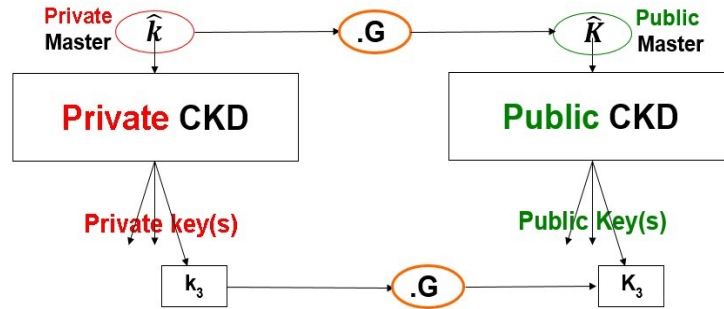 Private
Master
k̂
.G
K̂
Public
Master
Private CKD
Public CKD
Private key(s)
Public Key(s)
k₃
.G
K₃